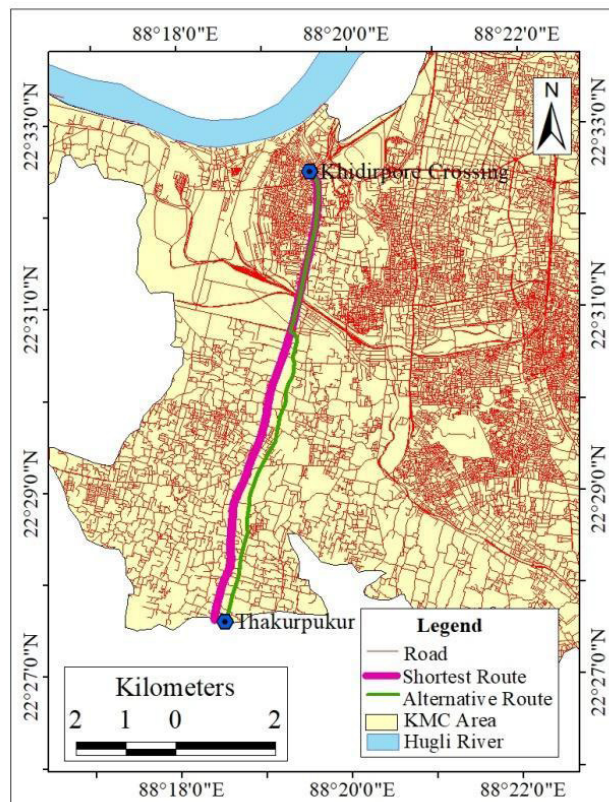 88°18'0"E 88°20'0"E 88°22'0"E
22°33'0"N 22°33'0"N
N
Khidirpore Crossing
22°31'0"N 22°31'0"N
22°29'0"N 22°29'0"N
Thakurpukur
22°27'0"N 22°27'0"N
Legend
Road
Shortest Route
Alternative Route
KMC Area
Hugli River
Kilometers
2 1 0 2
88°18'0"E 88°20'0"E 88°22'0"E